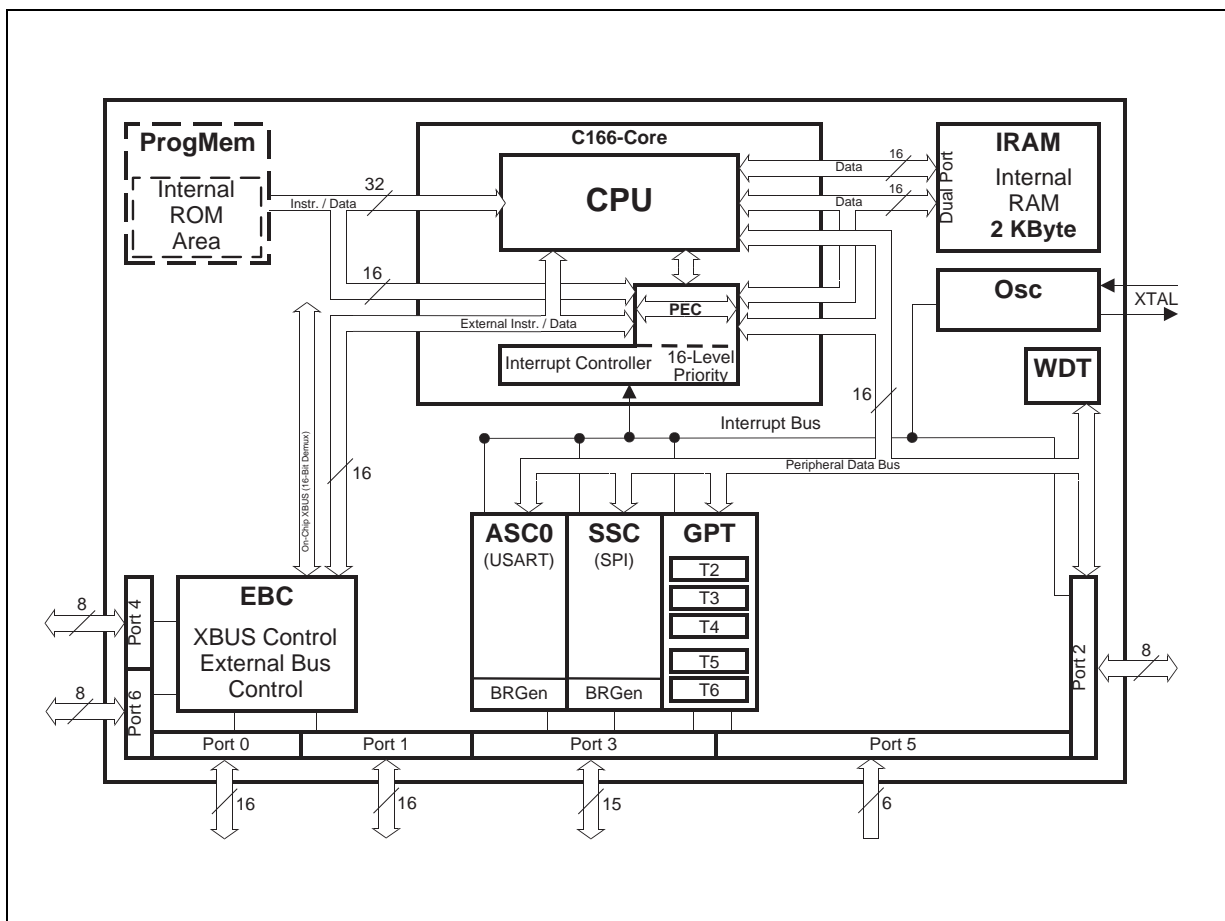 ProgMem
Internal
ROM
Area
C166-Core
CPU
IRAM
Internal
RAM
2 KByte
Dual Port
32
Instr. / Data
16
Data
16
Data
16
External Instr. / Data
PEC
Interrupt Controller
16-Level
Priority
Osc
XTAL
WDT
16
Interrupt Bus
Peripheral Data Bus
On-Chip XBUS (16-Bit Demux)
16
ASC0
(USART)
BRGen
SSC
(SPI)
BRGen
GPT
T2
T3
T4
T5
T6
EBC
XBUS Control
External Bus
Control
8
Port 4
8
Port 6
Port 2
8
Port 0
Port 1
Port 3
Port 5
16
16
15
6